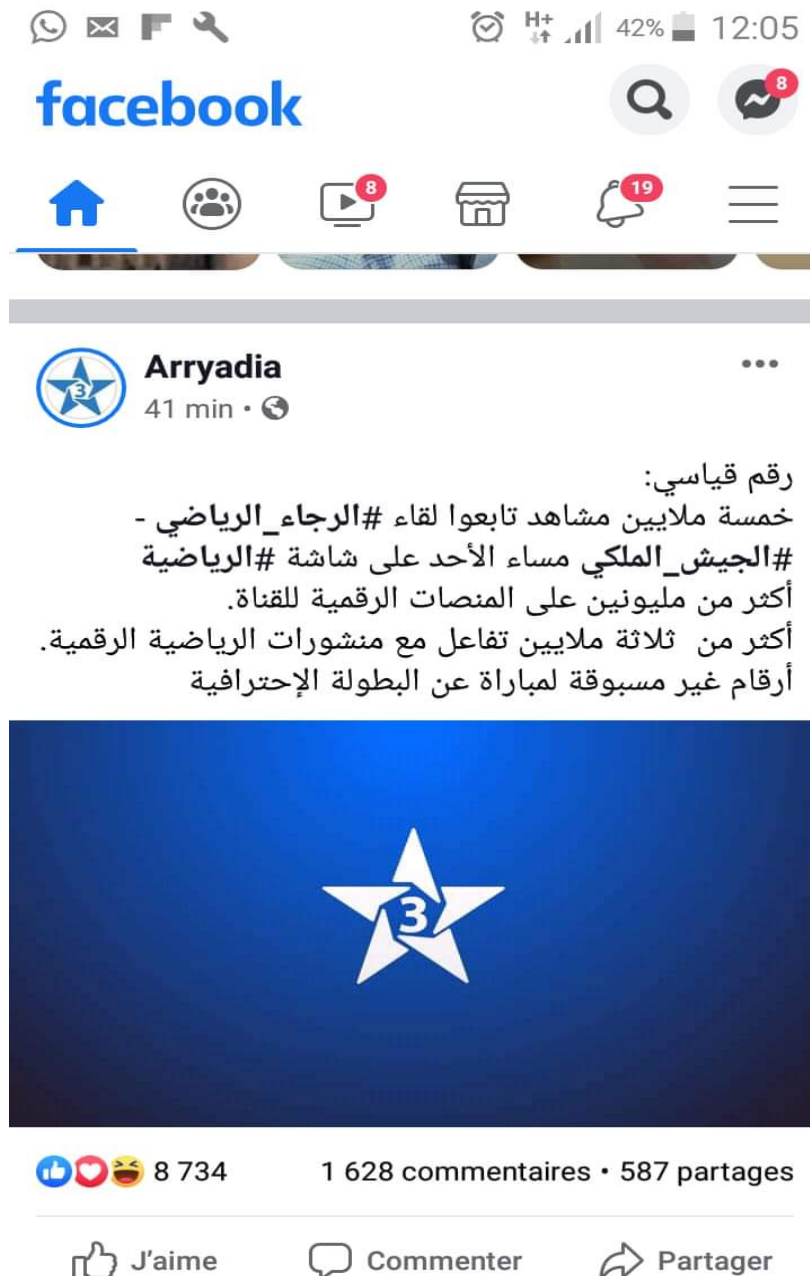 H+ 42% 12:05
facebook
8
8
19
Arryadia
41 min •
رقم قياسي:
خمسة ملايين مشاهد تابعوا لقاء #الرجاء_الرياضي -
#الجيش_الملكي مساء الأحد على شاشة #الرياضية
أكثر من مليونين على المنصات الرقمية للقناة.
أكثر من ثلاثة ملايين تفاعل مع منشورات الرياضية الرقمية.
أرقام غير مسبوقة لمباراة عن البطولة الإحترافية
3
8 734
1 628 commentaires • 587 partages
J'aime
Commenter
Partager